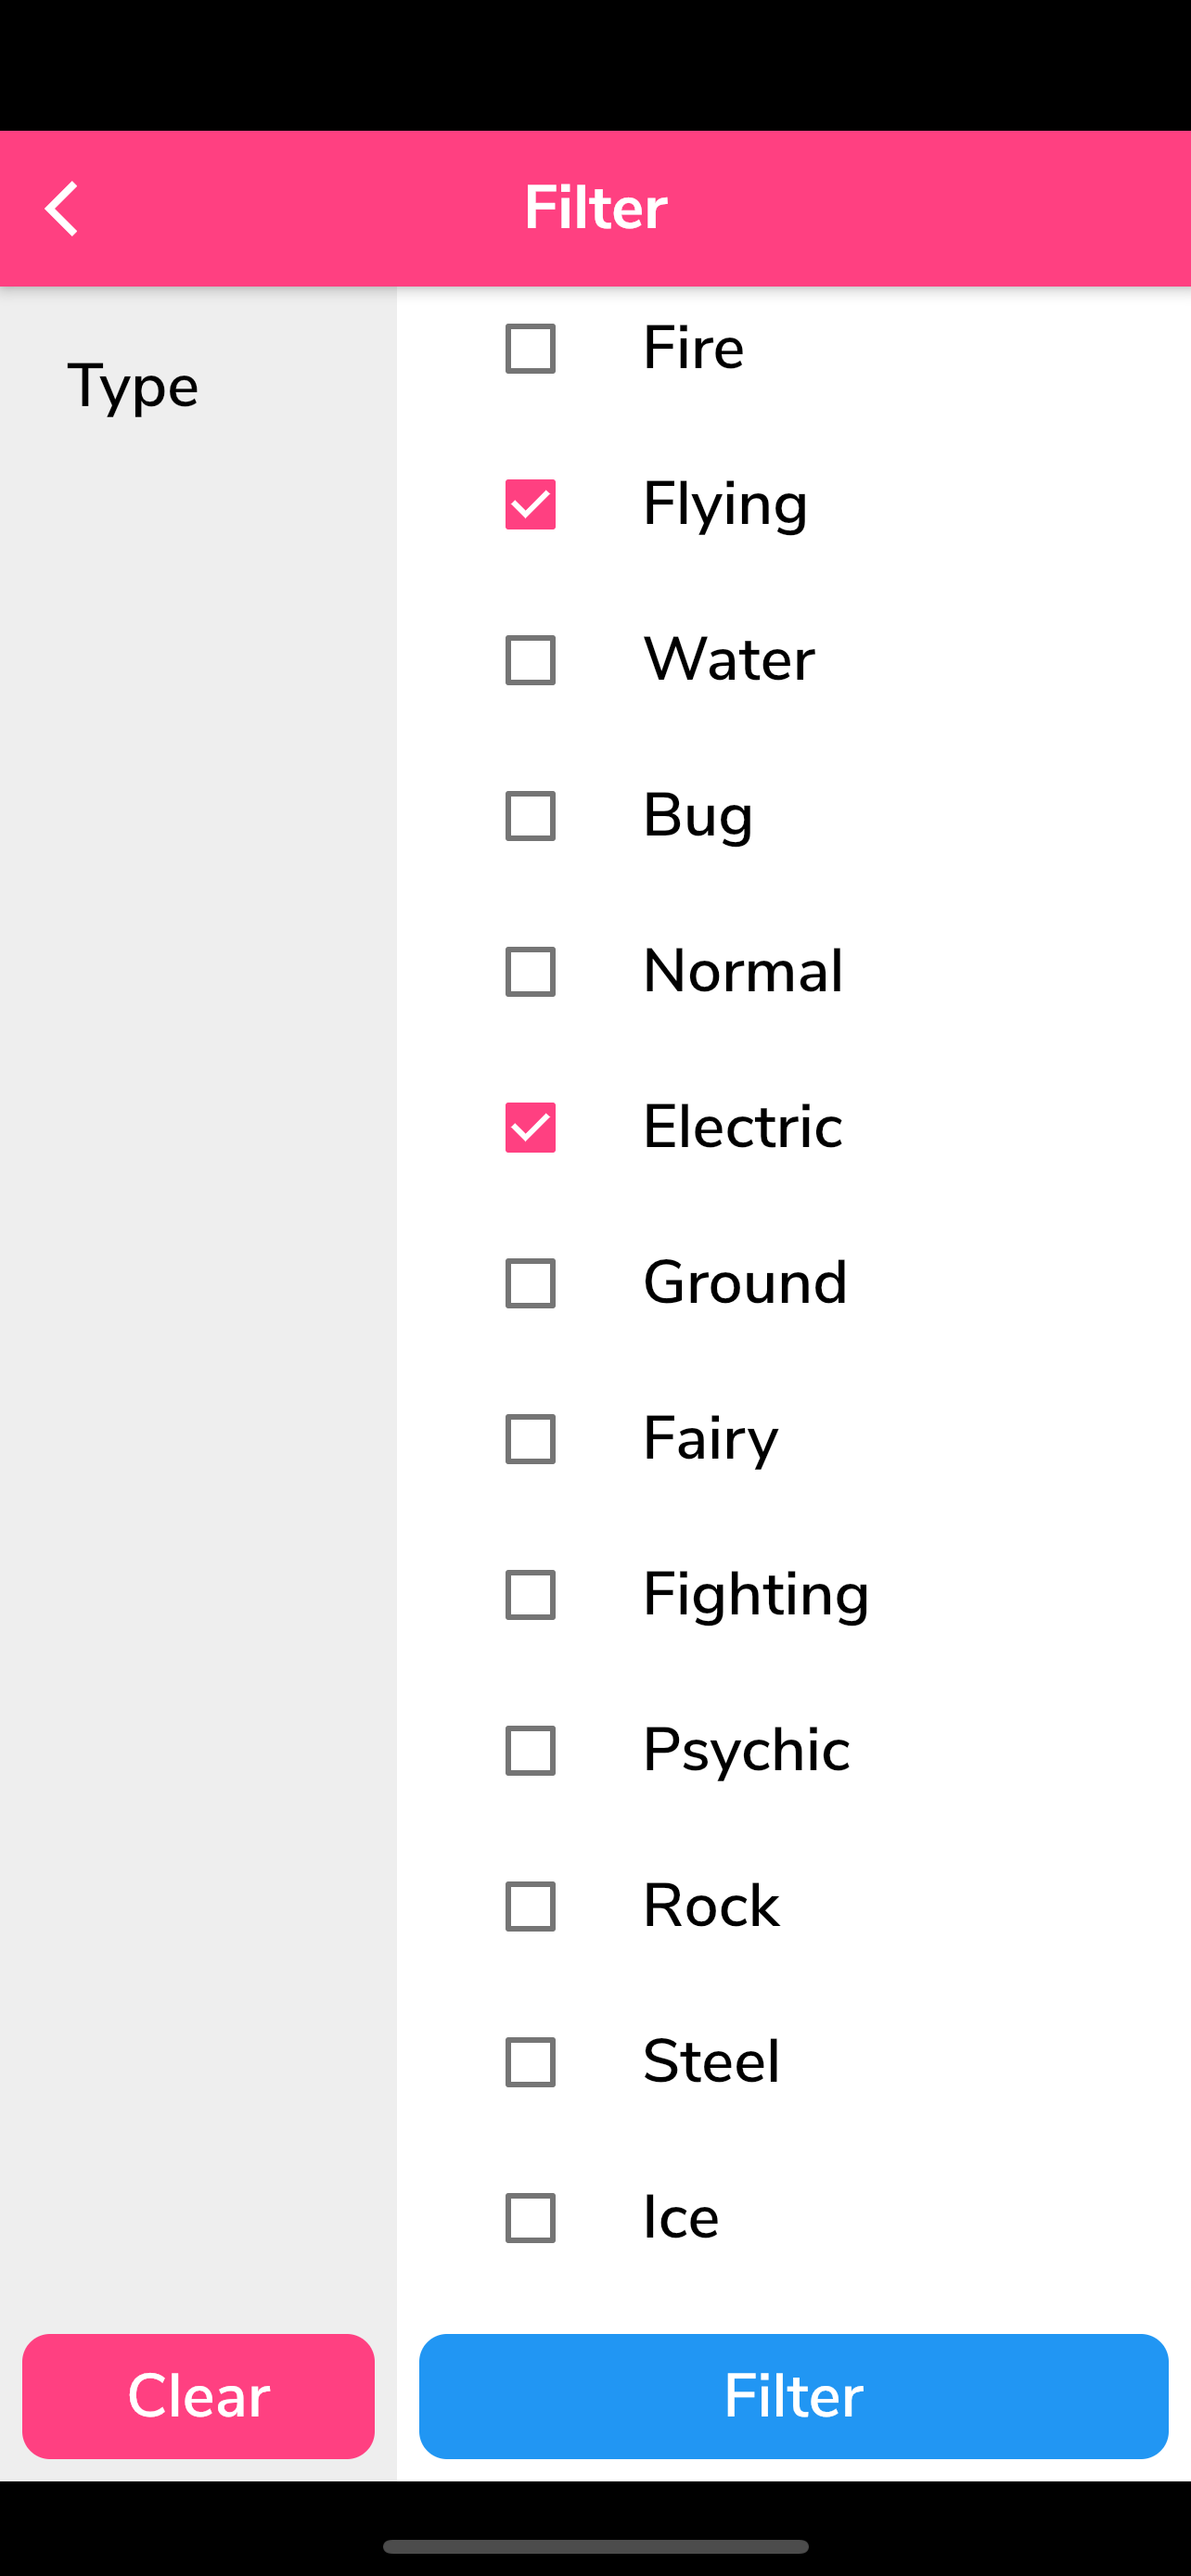 Filter
Type
Fire
Flying
Water
Bug
Normal
Electric
Ground
Fairy
Fighting
Psychic
Rock
Steel
Ice
Clear
Filter